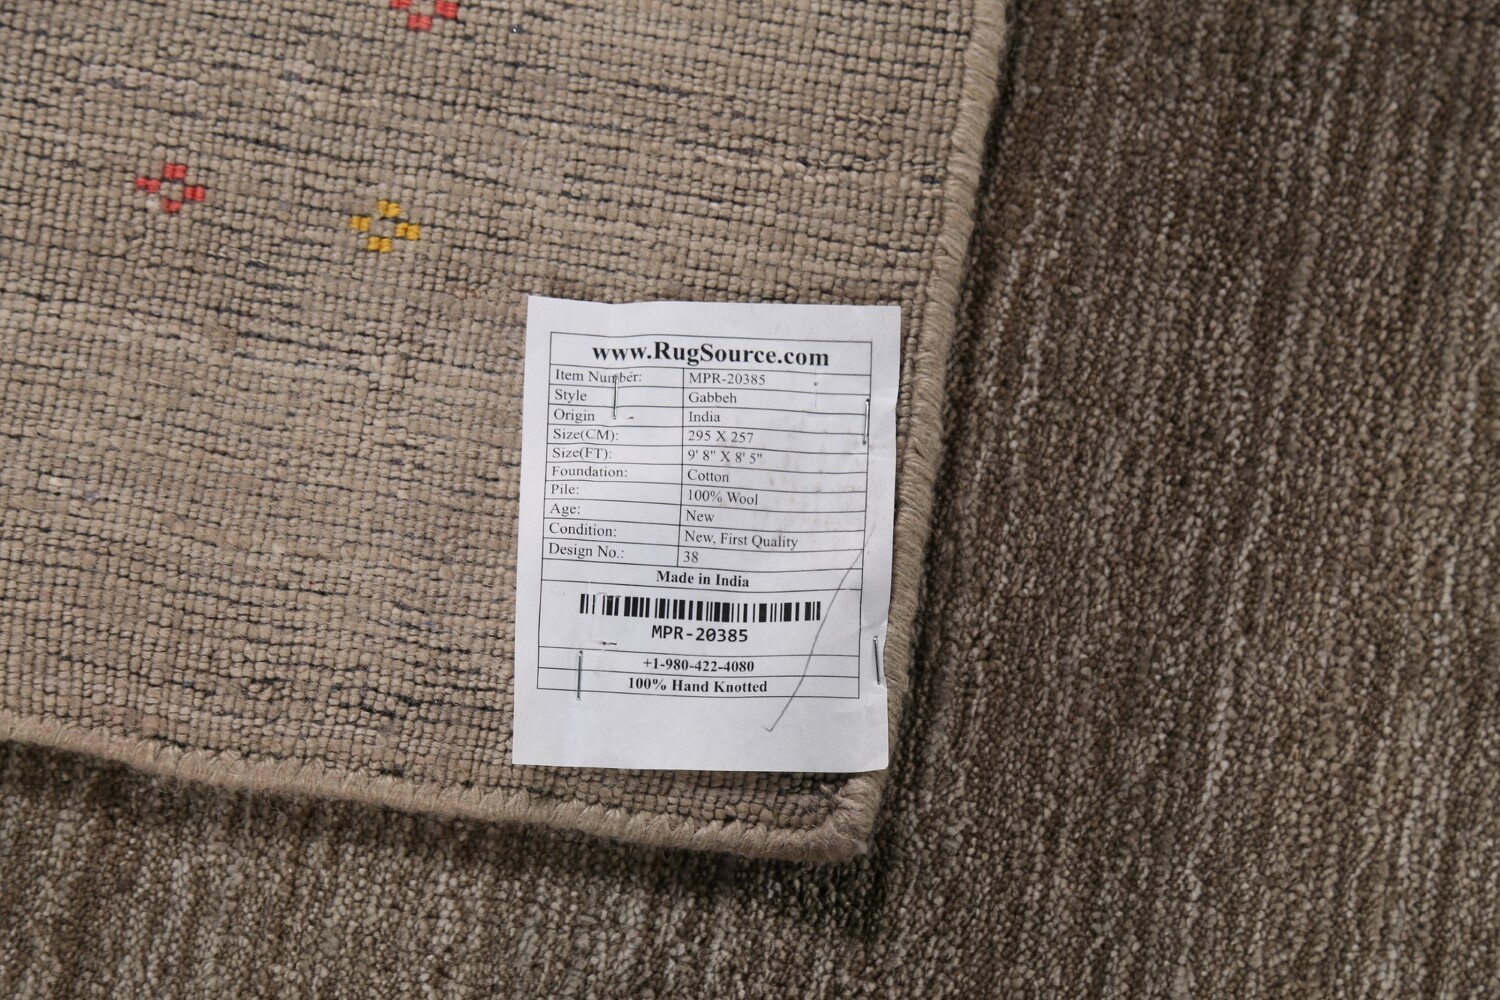 www.RugSource.com
Item Number: MPR-20385
Style Gabbeh
Origin India
Size(CM): 295 X 257
Size(FT): 9' 8" X 8' 5"
Foundation: Cotton
Pile: 100% Wool
Age: New
Condition: New, First Quality
Design No.: 38
Made in India
MPR-20385
+1-980-422-4080
100% Hand Knotted